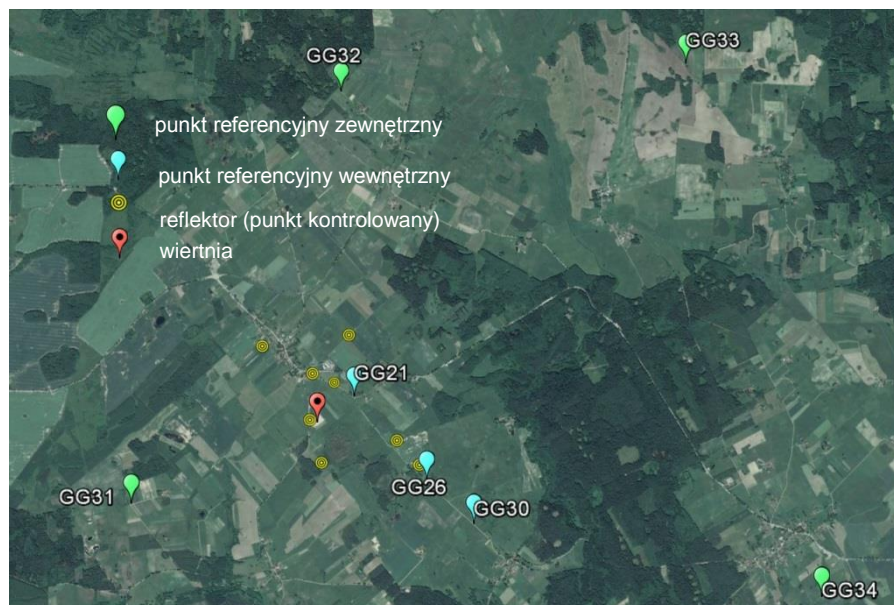 GG32
GG33
punkt referencyjny zewnętrzny
punkt referencyjny wewnętrzny
reflektor (punkt kontrolowany)
wiertnia
GG21
GG26
GG31
GG30
GG34